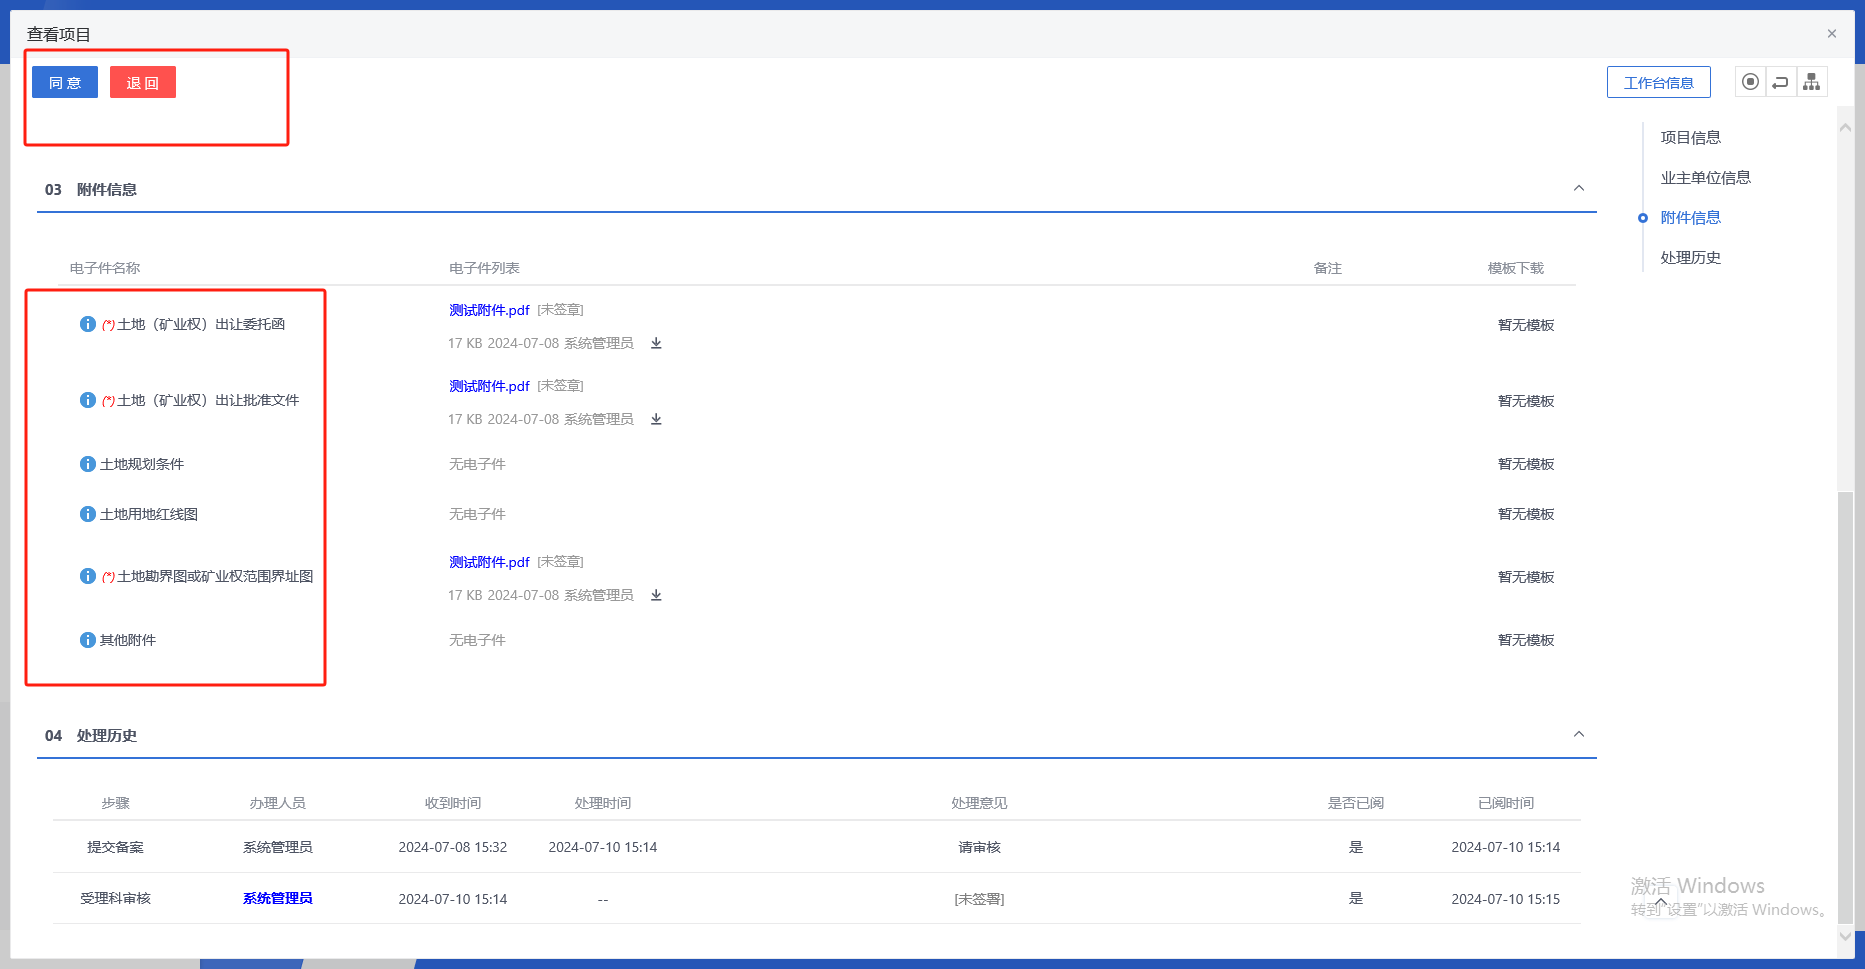 查看项目
同意 退回 工作台信息
项目信息
业主单位信息
附件信息
处理历史
03 附件信息
电子件名称 电子件列表 备注 模板下载
(*)土地（矿业权）出让委托函 测试附件.pdf [未签章] 暂无模板
17 KB 2024-07-08 系统管理员
(*)土地（矿业权）出让批准文件 测试附件.pdf [未签章] 暂无模板
17 KB 2024-07-08 系统管理员
土地规划条件 无电子件 暂无模板
土地用地红线图 无电子件 暂无模板
(*)土地勘界图或矿业权范围界址图 测试附件.pdf [未签章] 暂无模板
17 KB 2024-07-08 系统管理员
其他附件 无电子件 暂无模板
04 处理历史
步骤 办理人员 收到时间 处理时间 处理意见 是否已阅 已阅时间
提交备案 系统管理员 2024-07-08 15:32 2024-07-10 15:14 请审核 是 2024-07-10 15:14
受理科审核 系统管理员 2024-07-10 15:14 -- [未签署] 是 2024-07-10 15:15
激活 Windows
转到"设置"以激活 Windows。